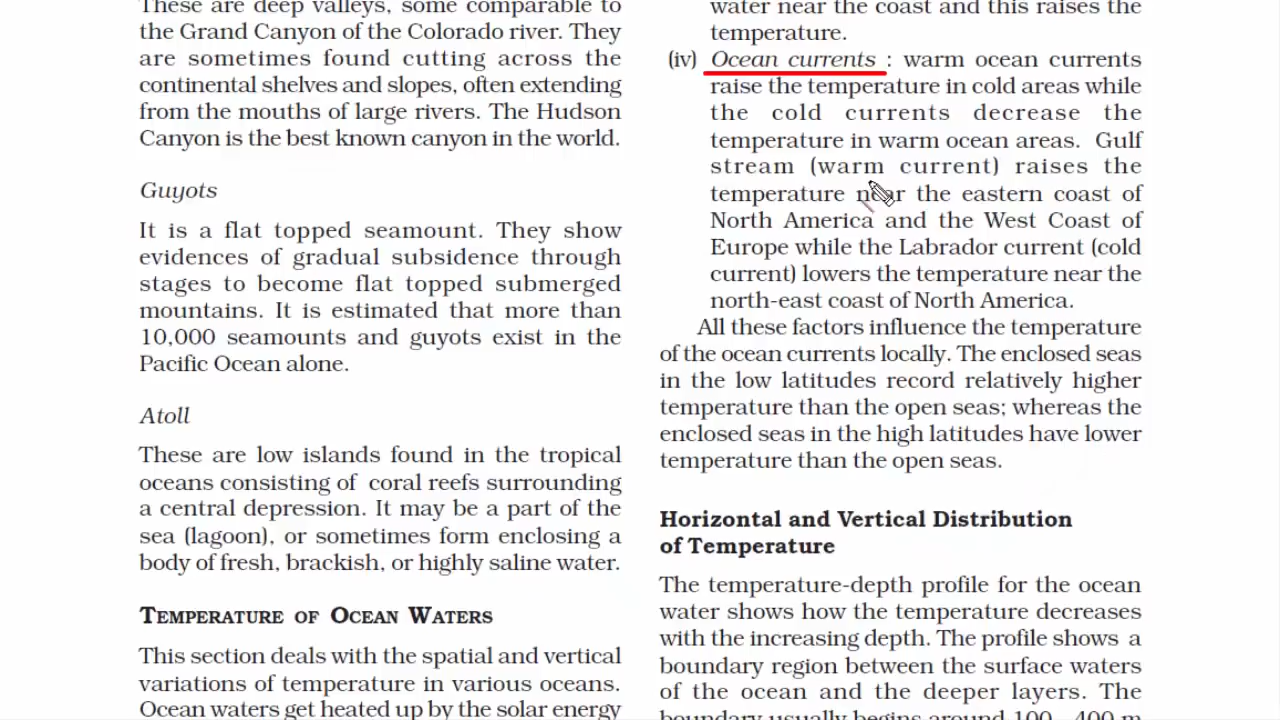 These are deep valleys, some comparable to
the Grand Canyon of the Colorado river. They
are sometimes found cutting across the
continental shelves and slopes, often extending
from the mouths of large rivers. The Hudson
Canyon is the best known canyon in the world.
Guyots
It is a flat topped seamount. They show
evidences of gradual subsidence through
stages to become flat topped submerged
mountains. It is estimated that more than
10,000 seamounts and guyots exist in the
Pacific Ocean alone.
Atoll
These are low islands found in the tropical
oceans consisting of coral reefs surrounding
a central depression. It may be a part of the
sea (lagoon), or sometimes form enclosing a
body of fresh, brackish, or highly saline water.
TEMPERATURE OF OCEAN WATERS
This section deals with the spatial and vertical
variations of temperature in various oceans.
Ocean waters get heated up by the solar energy
water near the coast and this raises the
temperature.
(iv) Ocean currents : warm ocean currents
raise the temperature in cold areas while
the cold currents decrease the
temperature in warm ocean areas. Gulf
stream (warm current) raises the
temperature near the eastern coast of
North America and the West Coast of
Europe while the Labrador current (cold
current) lowers the temperature near the
north-east coast of North America.
All these factors influence the temperature
of the ocean currents locally. The enclosed seas
in the low latitudes record relatively higher
temperature than the open seas; whereas the
enclosed seas in the high latitudes have lower
temperature than the open seas.
Horizontal and Vertical Distribution
of Temperature
The temperature-depth profile for the ocean
water shows how the temperature decreases
with the increasing depth. The profile shows a
boundary region between the surface waters
of the ocean and the deeper layers. The
boundary usually begins around 100 - 400 m